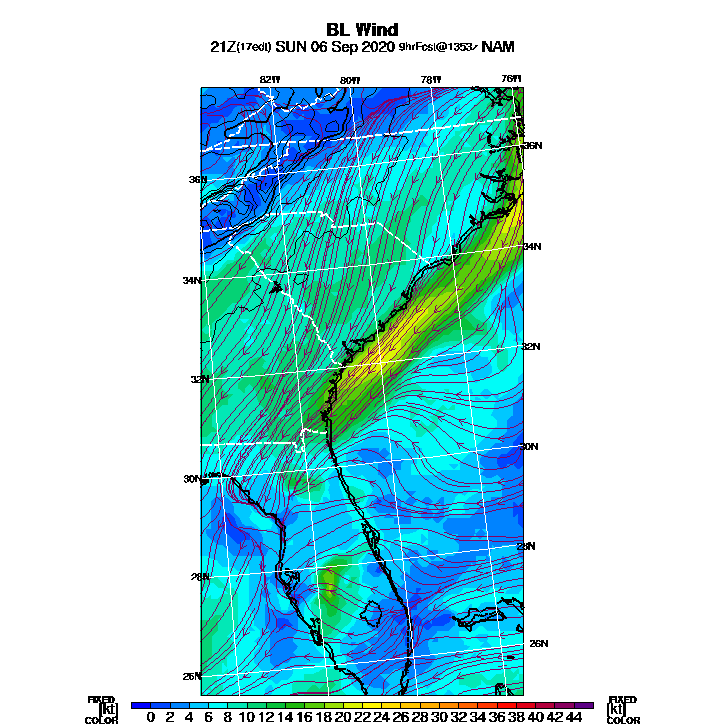 BL Wind
21Z(17edt) SUN 06 Sep 2020 9hrFcst@1353z NAM
82W 80W 78W 76W
36N
36N
34N
34N
32N
32N
30N
30N
28N
28N
26N
26N
FIXED FIXED
[kt] 0 2 4 6 8 10 12 14 16 18 20 22 24 26 28 30 32 34 36 38 40 42 44 [kt]
COLOR COLOR